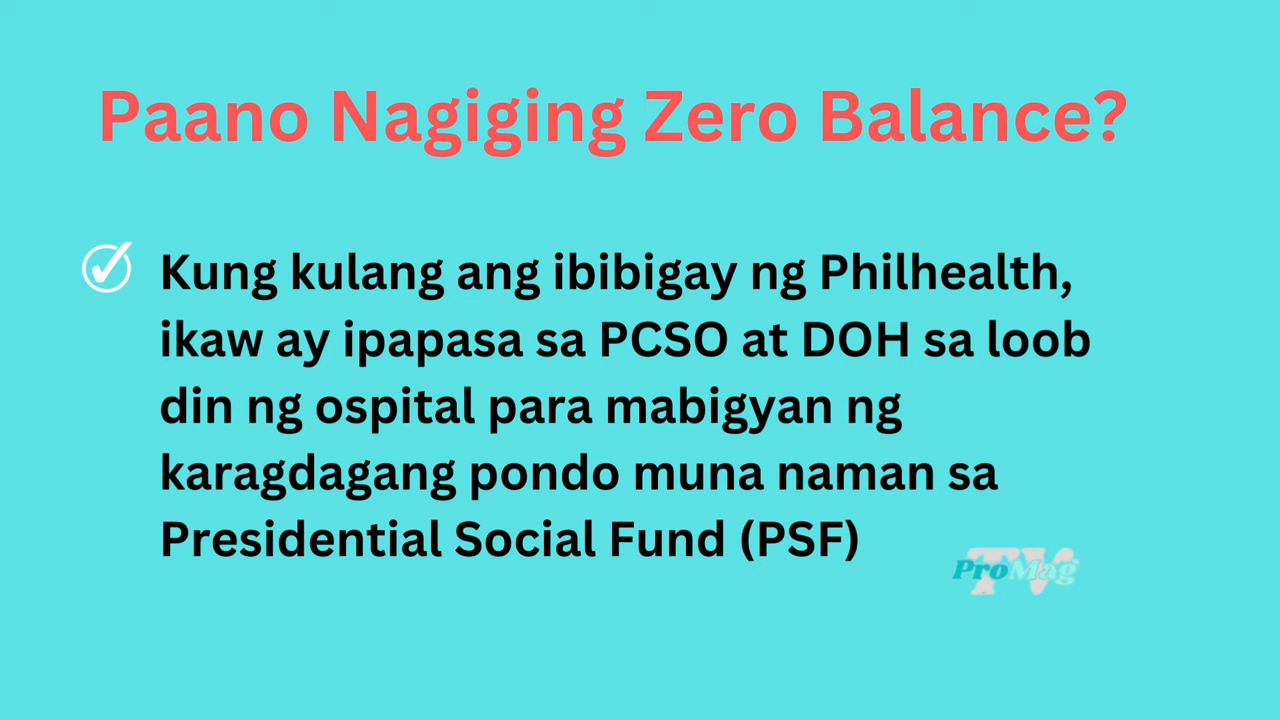 Paano Nagiging Zero Balance?
Kung kulang ang ibibigay ng Philhealth,
ikaw ay ipapasa sa PCSO at DOH sa loob
din ng ospital para mabigyan ng
karagdagang pondo muna naman sa
Presidential Social Fund (PSF)
ProMag
TV